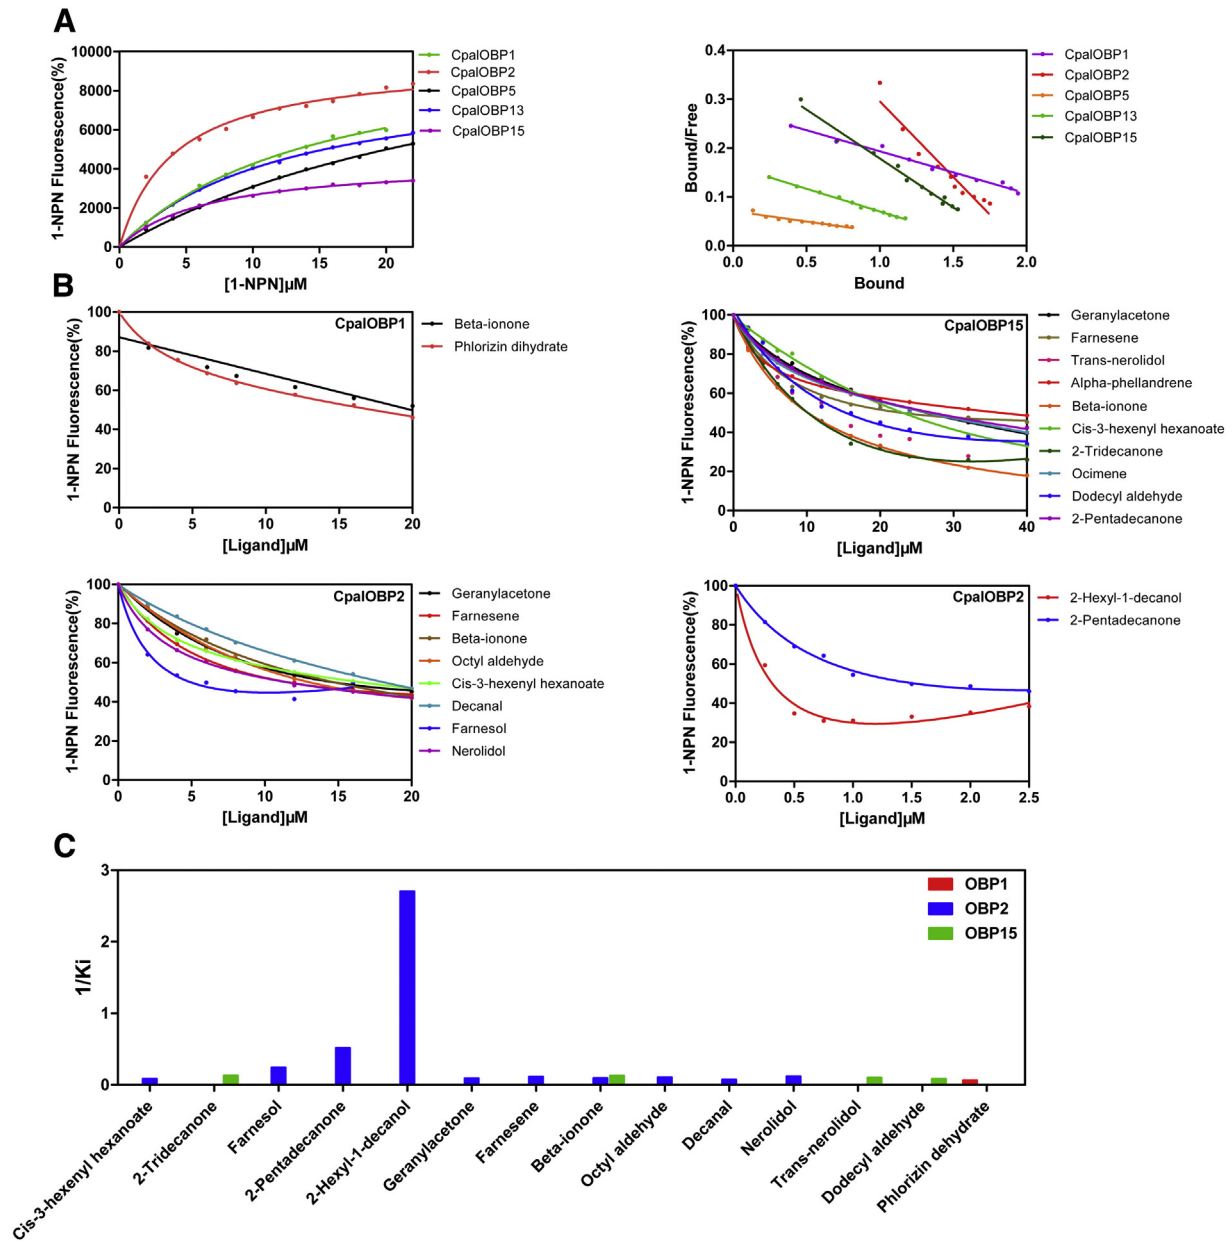 A
1-NPN Fluorescence(%)
10000
8000
6000
4000
2000
0
0 5 10 15 20
[1-NPN]µM
CpalOBP1
CpalOBP2
CpalOBP5
CpalOBP13
CpalOBP15
Bound/Free
0.4
0.3
0.2
0.1
0.0
0.0 0.5 1.0 1.5 2.0
Bound
CpalOBP1
CpalOBP2
CpalOBP5
CpalOBP13
CpalOBP15
B
1-NPN Fluorescence(%)
100
80
60
40
20
0
0 5 10 15 20
[Ligand]µM
CpalOBP1
Beta-ionone
Phlorizin dihydrate
1-NPN Fluorescence(%)
100
80
60
40
20
0
0 10 20 30 40
[Ligand]µM
CpalOBP15
Geranylacetone
Farnesene
Trans-nerolidol
Alpha-phellandrene
Beta-ionone
Cis-3-hexenyl hexanoate
2-Tridecanone
Ocimene
Dodecyl aldehyde
2-Pentadecanone
1-NPN Fluorescence(%)
100
80
60
40
20
0
0 5 10 15 20
[Ligand]µM
CpalOBP2
Geranylacetone
Farnesene
Beta-ionone
Octyl aldehyde
Cis-3-hexenyl hexanoate
Decanal
Farnesol
Nerolidol
1-NPN Fluorescence(%)
100
80
60
40
20
0
0.0 0.5 1.0 1.5 2.0 2.5
[Ligand]µM
CpalOBP2
2-Hexyl-1-decanol
2-Pentadecanone
C
1/Ki
3
2
1
0
OBP1
OBP2
OBP15
Cis-3-hexenyl hexanoate
2-Tridecanone
Farnesol
2-Pentadecanone
2-Hexyl-1-decanol
Geranylacetone
Farnesene
Beta-ionone
Octyl aldehyde
Decanal
Nerolidol
Trans-nerolidol
Dodecyl aldehyde
Phlorizin dehydrate